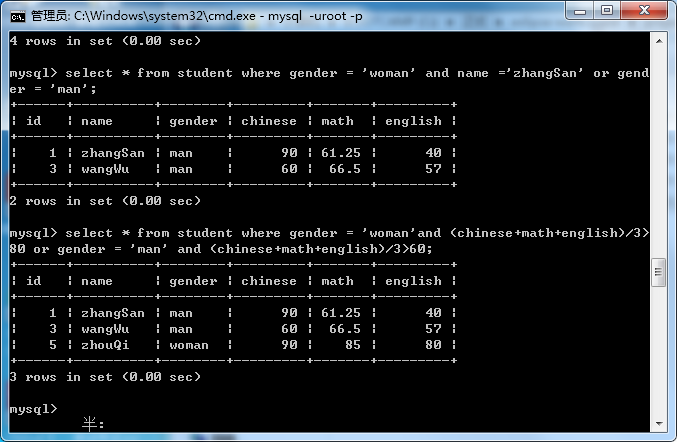 管理员: C:\Windows\system32\cmd.exe - mysql  -uroot -p
4 rows in set (0.00 sec)
mysql> select * from student where gender = 'woman' and name ='zhangSan' or gend
er = 'man';
+------+----------+--------+---------+-------+---------+
| id   | name     | gender | chinese | math  | english |
+------+----------+--------+---------+-------+---------+
|    1 | zhangSan | man    |      90 | 61.25 |      40 |
|    3 | wangWu   | man    |      60 |  66.5 |      57 |
+------+----------+--------+---------+-------+---------+
2 rows in set (0.00 sec)
mysql> select * from student where gender = 'woman'and (chinese+math+english)/3>
80 or gender = 'man' and (chinese+math+english)/3>60;
+------+----------+--------+---------+-------+---------+
| id   | name     | gender | chinese | math  | english |
+------+----------+--------+---------+-------+---------+
|    1 | zhangSan | man    |      90 | 61.25 |      40 |
|    3 | wangWu   | man    |      60 |  66.5 |      57 |
|    5 | zhouQi   | woman  |      90 |    85 |      80 |
+------+----------+--------+---------+-------+---------+
3 rows in set (0.00 sec)
mysql>
半: